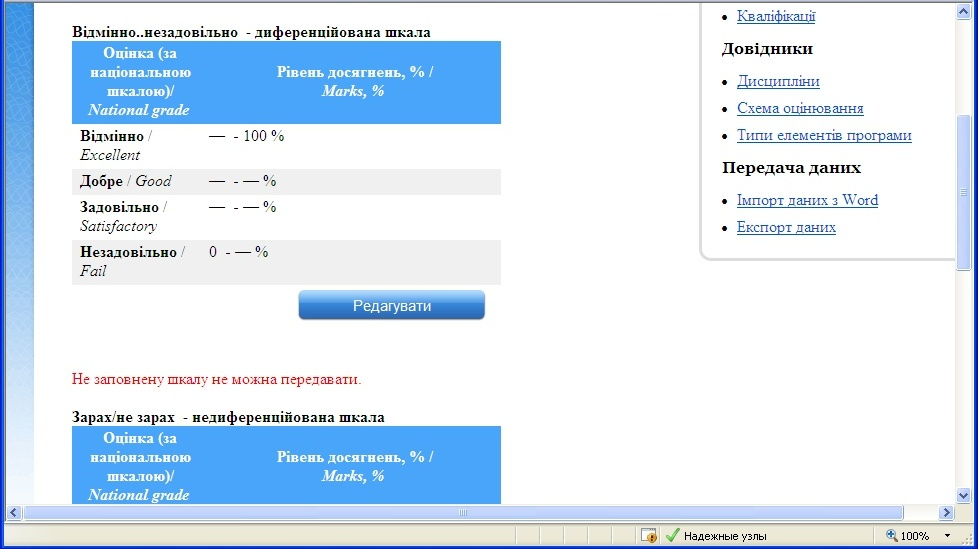 Відмінно..незадовільно - диференційована шкала
Оцінка (за
національною
шкалою)/
National grade
Рівень досягнень, % /
Marks, %
Відмінно /
Excellent
— - 100 %
Добре / Good
— - — %
Задовільно /
Satisfactory
— - — %
Незадовільно /
Fail
0 - — %
Редагувати
Не заповнену шкалу не можна передавати.
Зарах/не зарах - недиференційована шкала
Оцінка (за
національною
шкалою)/
National grade
Рівень досягнень, % /
Marks, %
Кваліфікації
Довідники
Дисципліни
Схема оцінювання
Типи елементів програми
Передача даних
Імпорт даних з Word
Експорт даних
Надежные узлы
100%